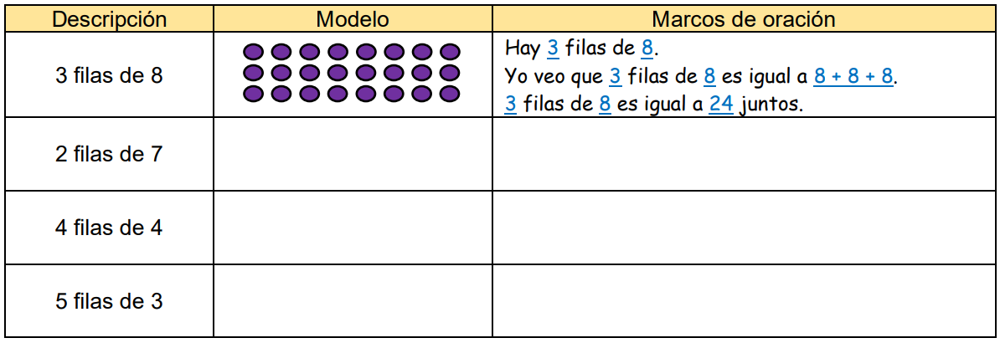 Descripción Modelo Marcos de oración
3 filas de 8
Hay 3 filas de 8.
Yo veo que 3 filas de 8 es igual a 8 + 8 + 8.
3 filas de 8 es igual a 24 juntos.
2 filas de 7
4 filas de 4
5 filas de 3